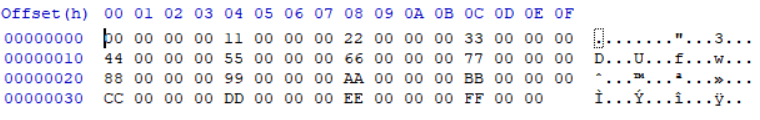 Offset(h) 00 01 02 03 04 05 06 07 08 09 0A 0B 0C 0D 0E 0F
00000000 00 00 00 00 11 00 00 00 22 00 00 00 33 00 00 00 ........"...3...
00000010 44 00 00 00 55 00 00 00 66 00 00 00 77 00 00 00 D...U...f...w...
00000020 88 00 00 00 99 00 00 00 AA 00 00 00 BB 00 00 00 ˆ...™...ª...»...
00000030 CC 00 00 00 DD 00 00 00 EE 00 00 00 FF 00 00 Ì...Ý...î...ÿ..